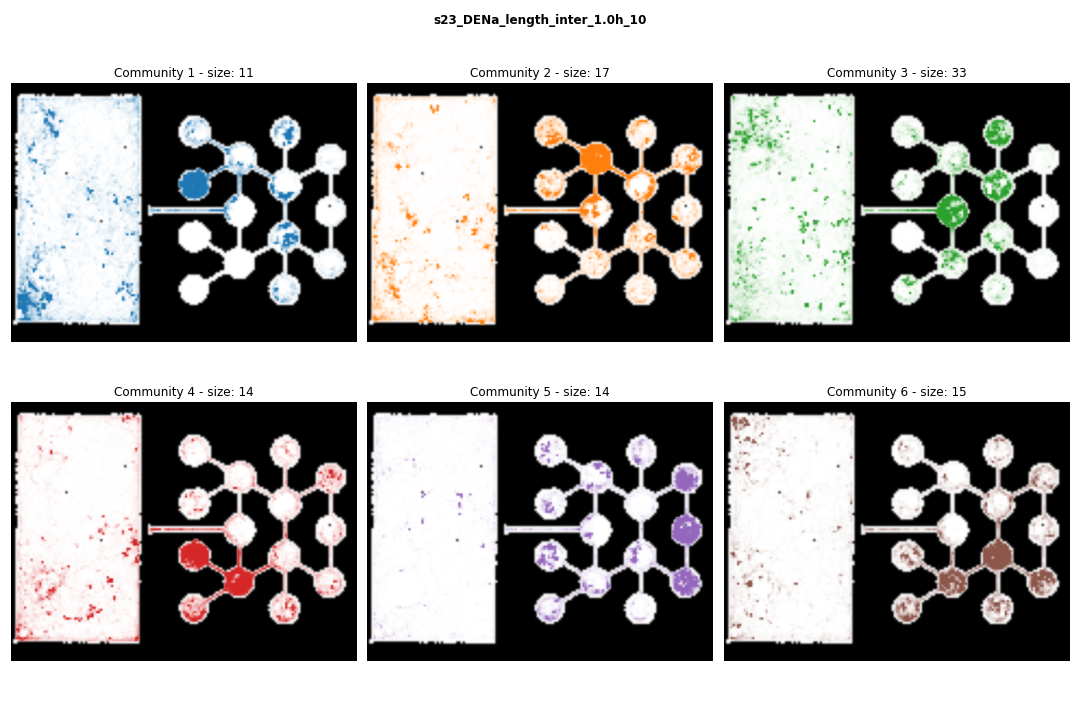 s23_DENa_length_inter_1.0h_10
Community 1 - size: 11
Community 2 - size: 17
Community 3 - size: 33
Community 4 - size: 14
Community 5 - size: 14
Community 6 - size: 15